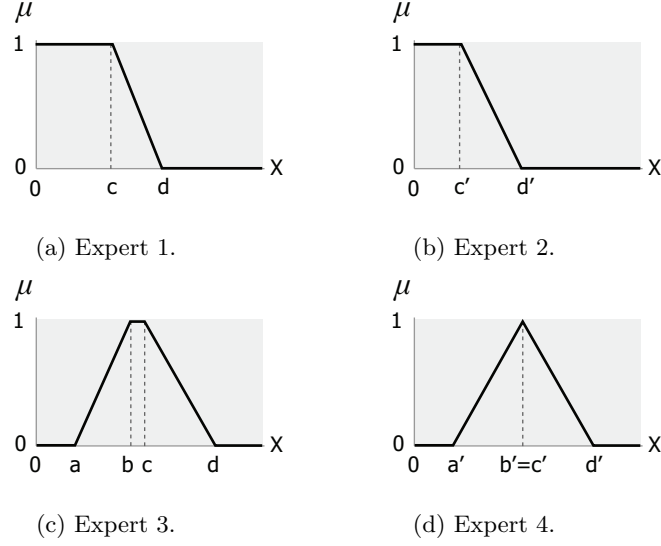 μ μ
1 1
0 X 0 X
0 c d 0 c′ d′
(a) Expert 1. (b) Expert 2.
μ μ
1 1
0 X 0 X
0 a b c d 0 a′ b′=c′ d′
(c) Expert 3. (d) Expert 4.